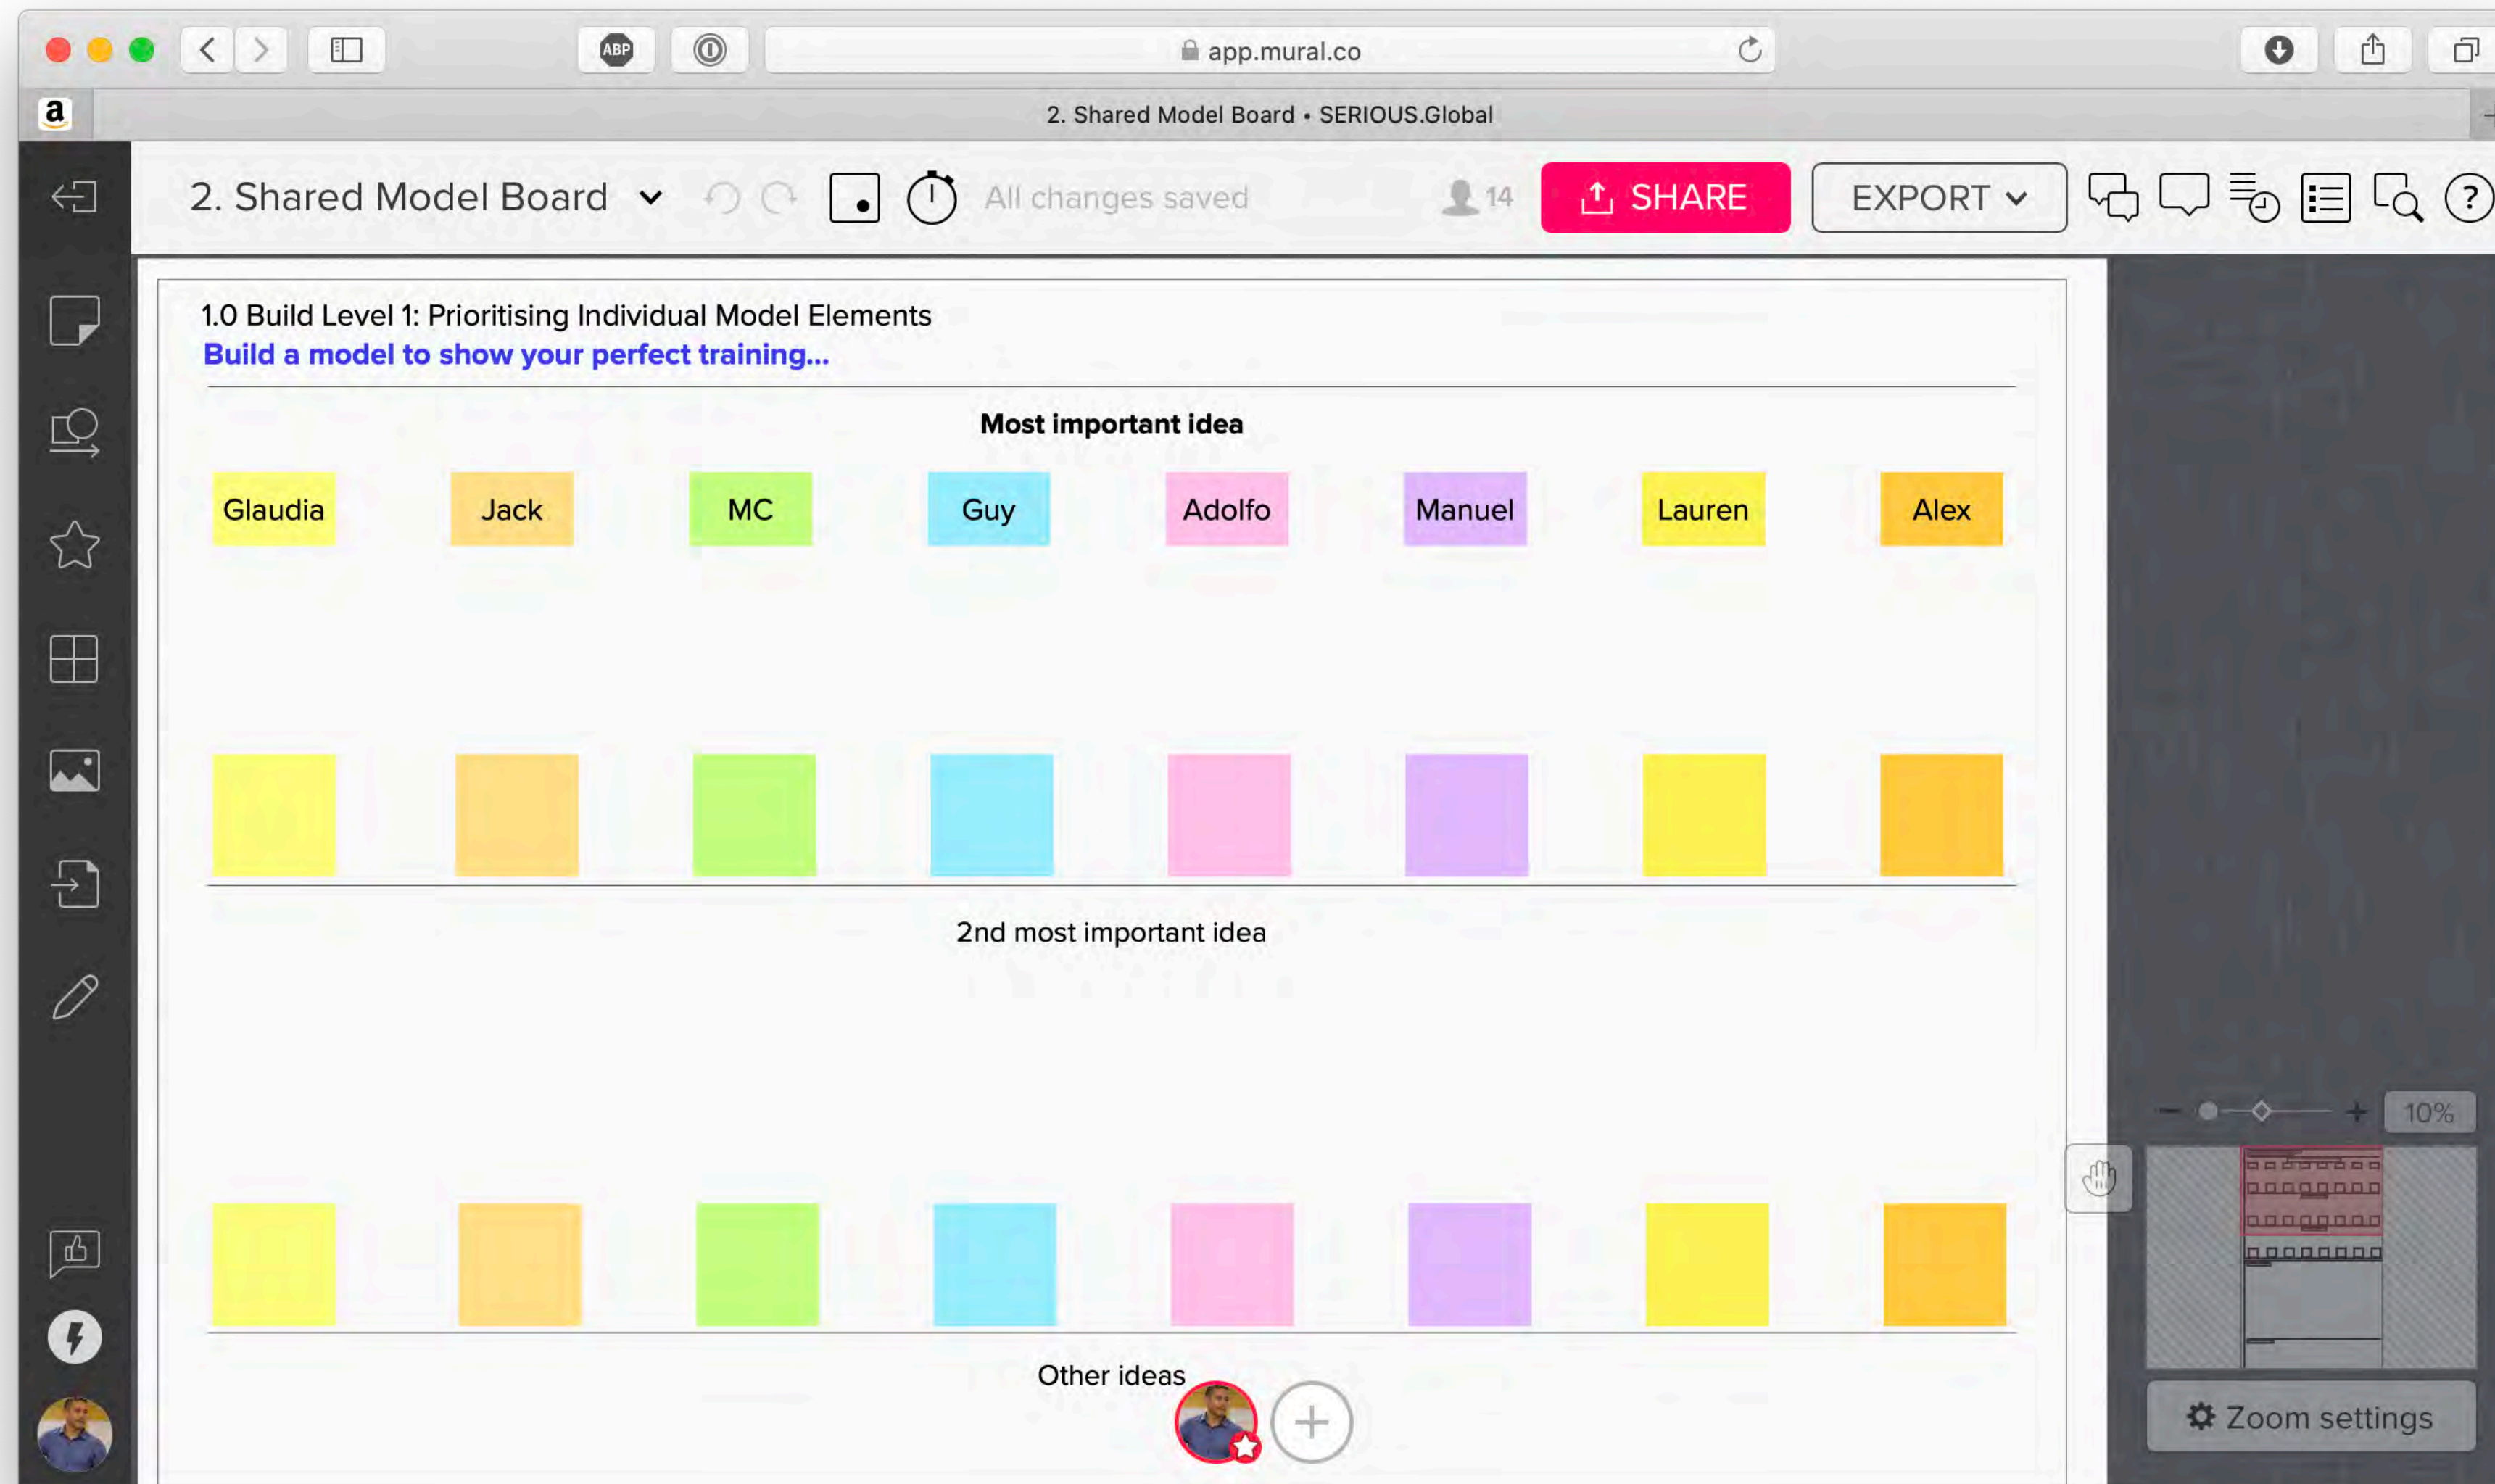 ABP
app.mural.co
a
2. Shared Model Board • SERIOUS.Global
2. Shared Model Board
All changes saved
14
SHARE
EXPORT
?
1.0 Build Level 1: Prioritising Individual Model Elements
Build a model to show your perfect training...
Most important idea
Glaudia
Jack
MC
Guy
Adolfo
Manuel
Lauren
Alex
2nd most important idea
10%
Other ideas
Zoom settings